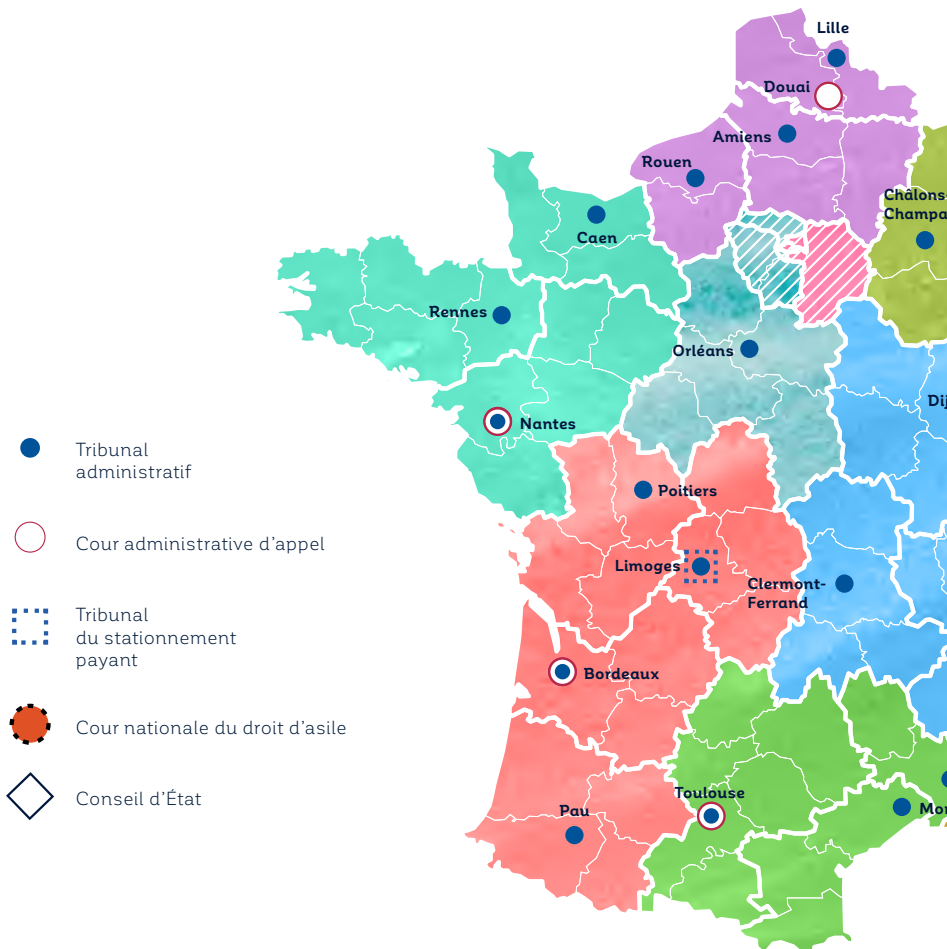 Lille
Douai
Amiens
Rouen
Châlons-
Champa
Caen
Rennes
Orléans
Dij
Nantes
Poitiers
Limoges
Clermont-
Ferrand
Bordeaux
Toulouse
Pau
Mon
Tribunal
administratif
Cour administrative d'appel
Tribunal
du stationnement
payant
Cour nationale du droit d'asile
Conseil d'État